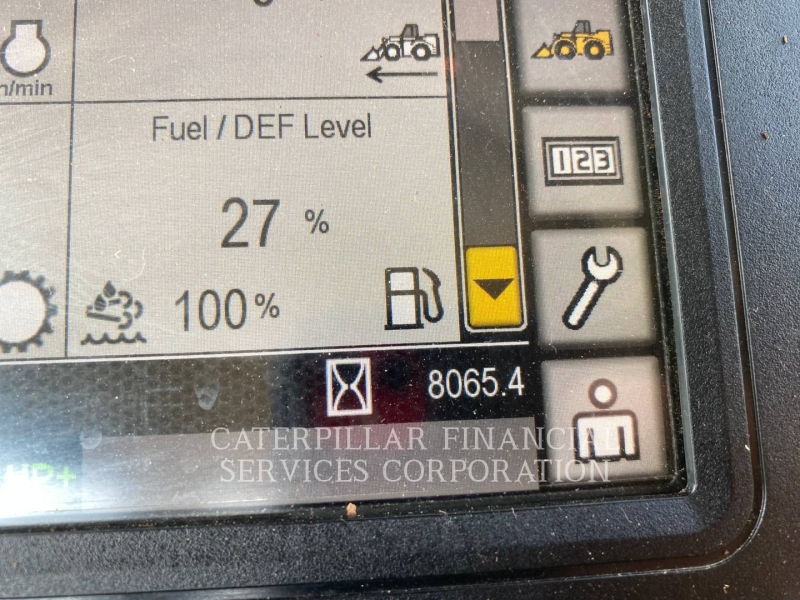 n/min
Fuel / DEF Level
27 %
100%
123
8065.4
CATERPILLAR FINANCIAL
SERVICES CORPORATION